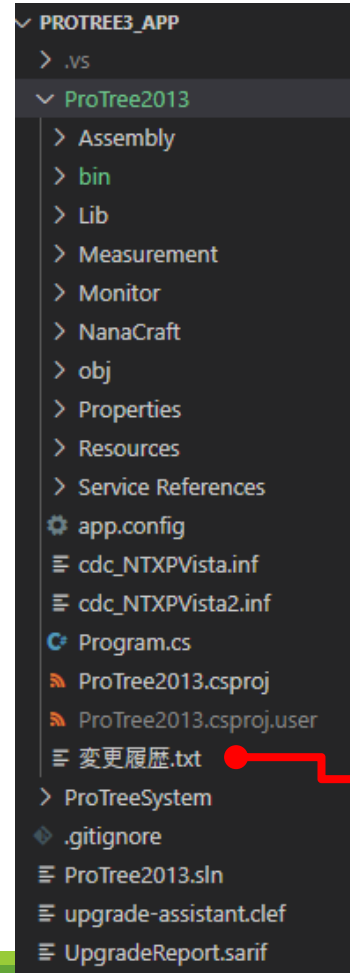 PROTREE3_APP
.vs
ProTree2013
Assembly
bin
Lib
Measurement
Monitor
NanaCraft
obj
Properties
Resources
Service References
app.config
cdc_NTXPVista.inf
cdc_NTXPVista2.inf
C# Program.cs
ProTree2013.csproj
ProTree2013.csproj.user
変更履歴.txt
ProTreeSystem
.gitignore
ProTree2013.sln
upgrade-assistant.clef
UpgradeReport.sarif